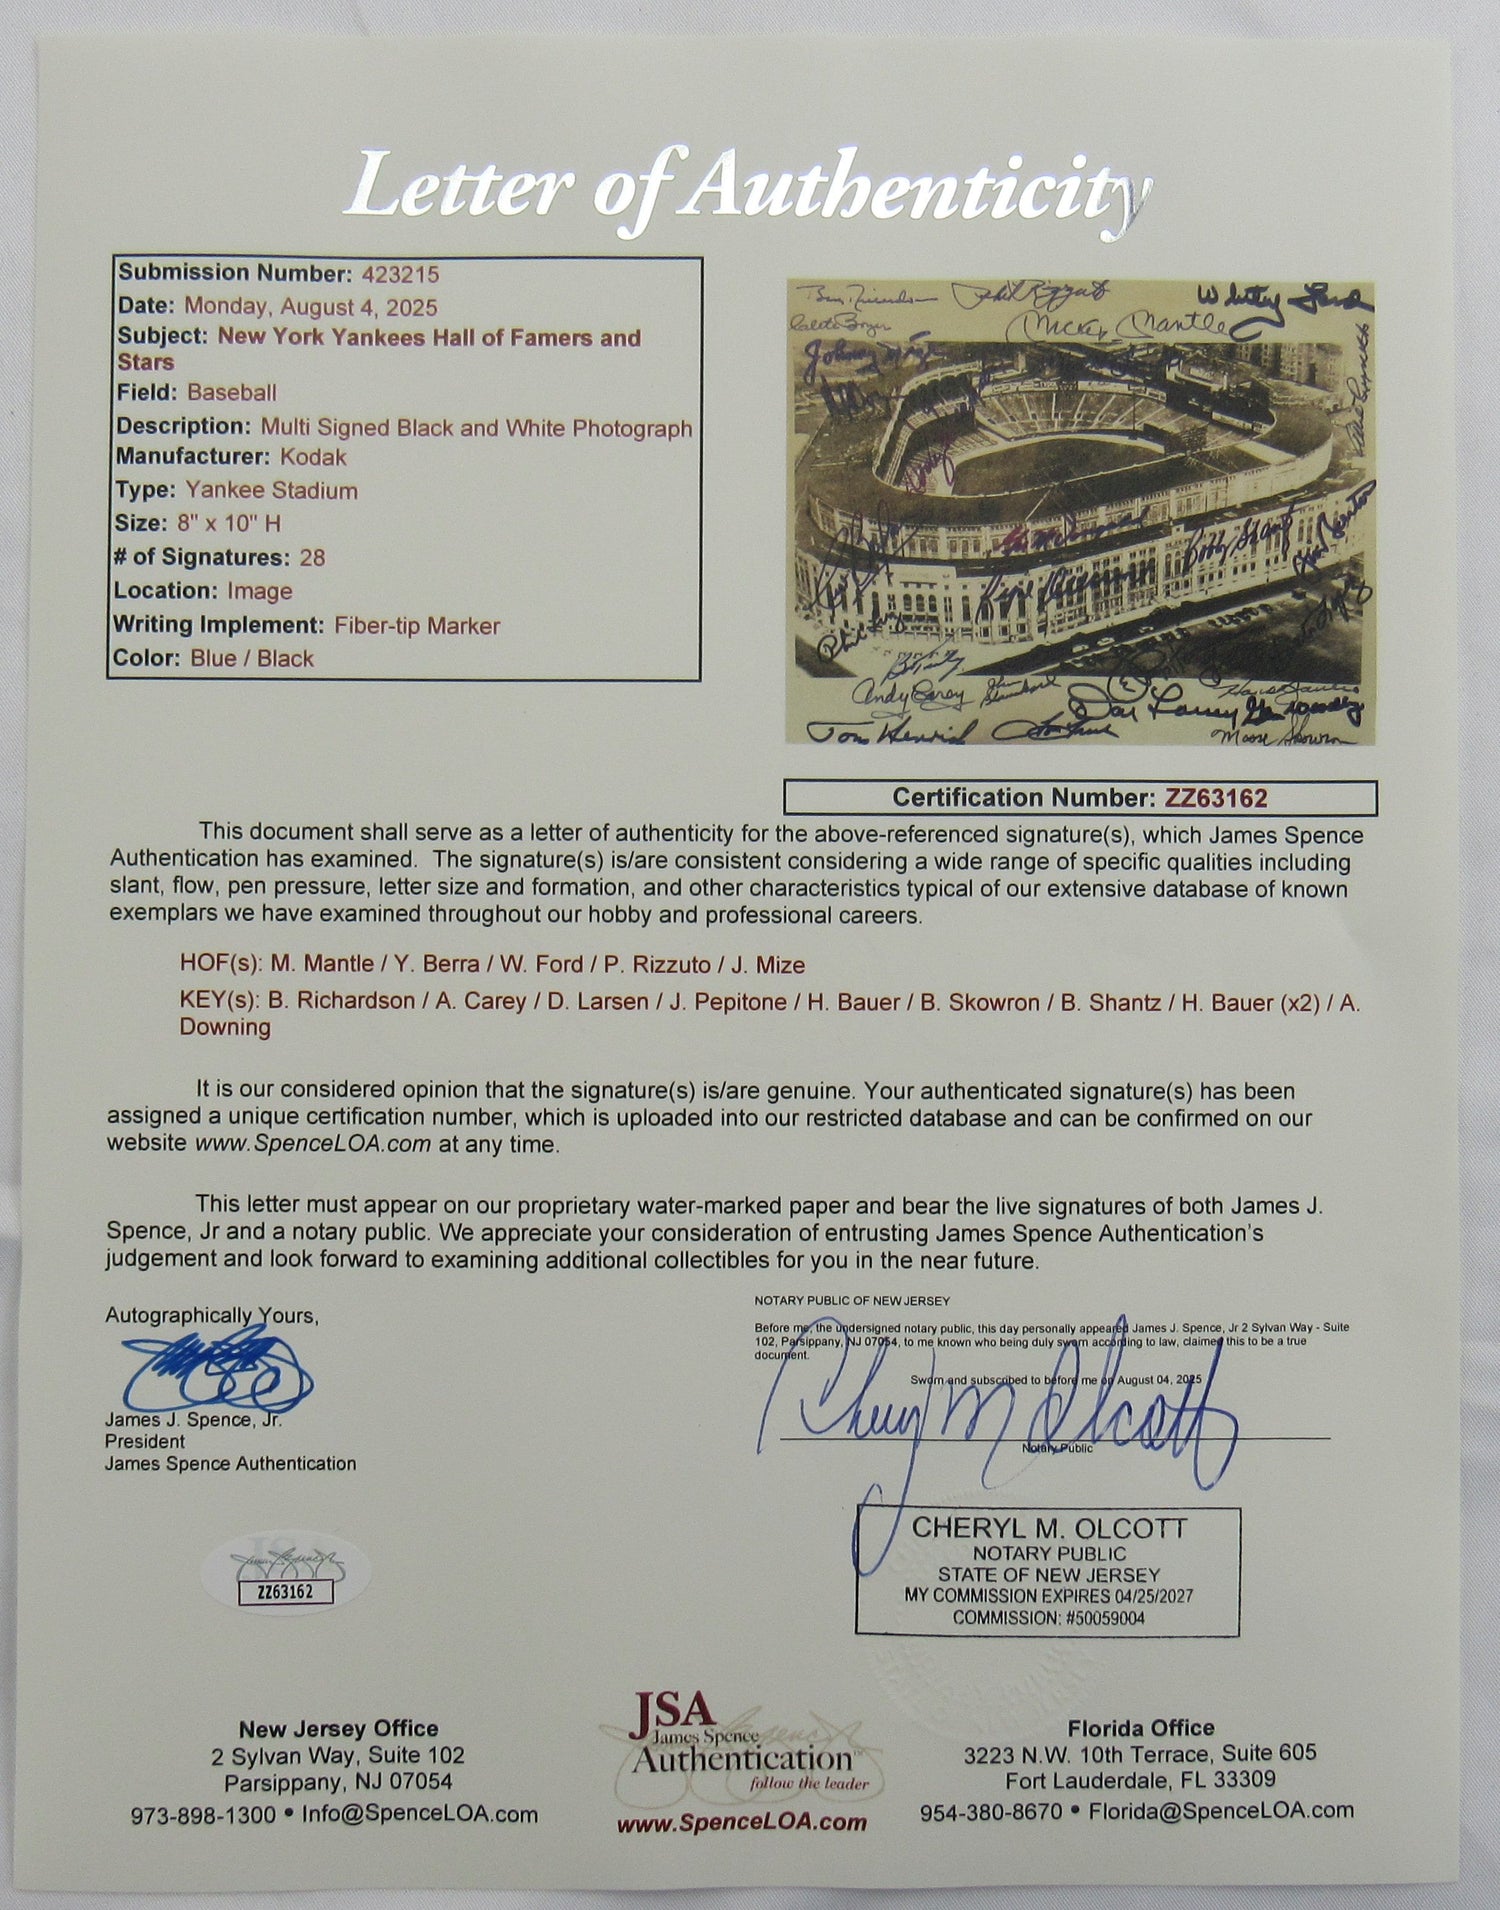 Letter of Authenticity
Submission Number: 423215
Date: Monday, August 4, 2025
Subject: New York Yankees Hall of Famers and
Stars
Field: Baseball
Description: Multi Signed Black and White Photograph
Manufacturer: Kodak
Type: Yankee Stadium
Size: 8" x 10" H
# of Signatures: 28
Location: Image
Writing Implement: Fiber-tip Marker
Color: Blue / Black
Phil Rizzuto
Whitey Ford
Mickey Mantle
Johnny Mize
Bobby Shantz
Andy Carey
Don Larsen
Tom Henrich
Moose Skowron
Certification Number: ZZ63162
This document shall serve as a letter of authenticity for the above-referenced signature(s), which James Spence
Authentication has examined. The signature(s) is/are consistent considering a wide range of specific qualities including
slant, flow, pen pressure, letter size and formation, and other characteristics typical of our extensive database of known
exemplars we have examined throughout our hobby and professional careers.
HOF(s): M. Mantle / Y. Berra / W. Ford / P. Rizzuto / J. Mize
KEY(s): B. Richardson / A. Carey / D. Larsen / J. Pepitone / H. Bauer / B. Skowron / B. Shantz / H. Bauer (x2) / A.
Downing
It is our considered opinion that the signature(s) is/are genuine. Your authenticated signature(s) has been
assigned a unique certification number, which is uploaded into our restricted database and can be confirmed on our
website www.SpenceLOA.com at any time.
This letter must appear on our proprietary water-marked paper and bear the live signatures of both James J.
Spence, Jr and a notary public. We appreciate your consideration of entrusting James Spence Authentication's
judgement and look forward to examining additional collectibles for you in the near future.
Autographically Yours,
James J. Spence, Jr.
President
James Spence Authentication
NOTARY PUBLIC OF NEW JERSEY
Before me, the undersigned notary public, this day personally appeared James J. Spence, Jr 2 Sylvan Way - Suite
102, Parsippany, NJ 07054, to me known who being duly sworn according to law, claimed this to be a true
document.
Sworn and subscribed to before me on August 04, 2025
Cheryl M Olcott
Notary Public
CHERYL M. OLCOTT
NOTARY PUBLIC
STATE OF NEW JERSEY
MY COMMISSION EXPIRES 04/25/2027
COMMISSION: #50059004
ZZ63162
New Jersey Office
2 Sylvan Way, Suite 102
Parsippany, NJ 07054
973-898-1300 • Info@SpenceLOA.com
JSA
James Spence
Authentication™
follow the leader
www.SpenceLOA.com
Florida Office
3223 N.W. 10th Terrace, Suite 605
Fort Lauderdale, FL 33309
954-380-8670 • Florida@SpenceLOA.com